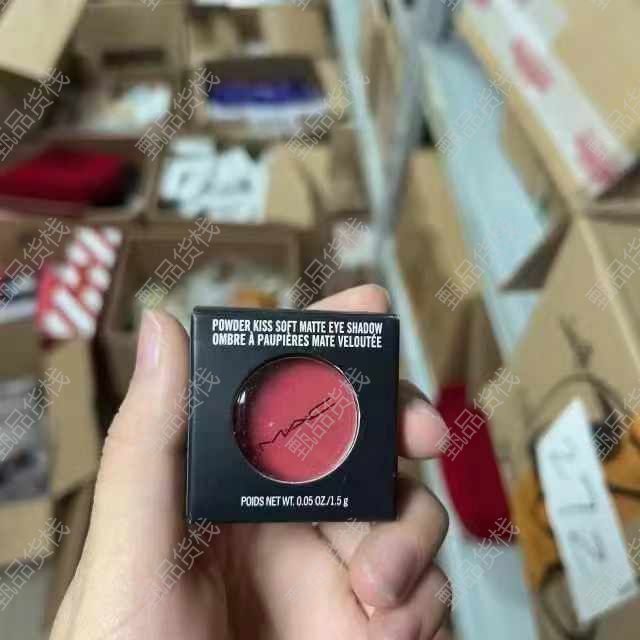 POWDER KISS SOFT MATTE EYE SHADOW
OMBRE À PAUPIÈRES MATE VELOUTÉE
MAC
POIDS NET WT. 0.05 OZ./1.5 g
甄品货栈